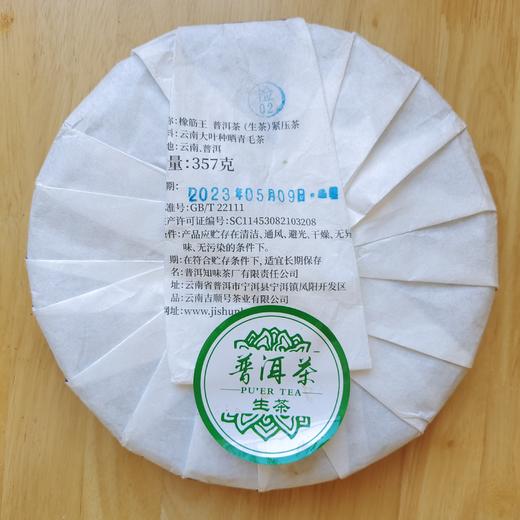 检
02
称:橡筋王 普洱茶 (生茶) 紧压茶
料:云南大叶种晒青毛茶
地:云南.普洱
量:357克
期:
2023年05月09日
准号:GB/T 22111
产许可证编号:SC11453082103208
条件:产品应贮存在清洁、通风、避光、干燥、无异
味、无污染的条件下。
期:在符合贮存条件下,适宜长期保存
名:普洱知味茶厂有限责任公司
址:云南省普洱市宁洱县宁洱镇凤阳开发区
品:云南吉顺号茶业有限公司
网址:www.jishun
普洱茶
PU'ER TEA
生茶